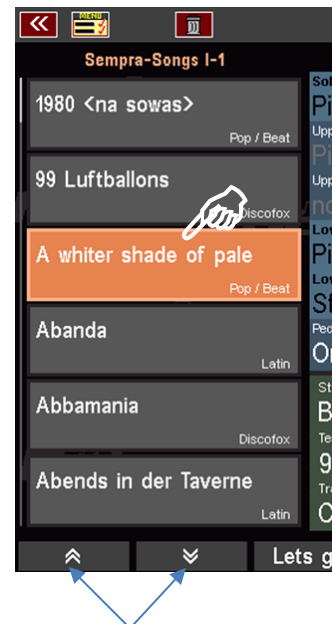 MENU
Sempra-Songs I-1
1980 <na sowas>
Pop / Beat
99 Luftballons
Discofox
A whiter shade of pale
Pop / Beat
Abanda
Latin
Abbamania
Discofox
Abends in der Taverne
Latin
Lets g